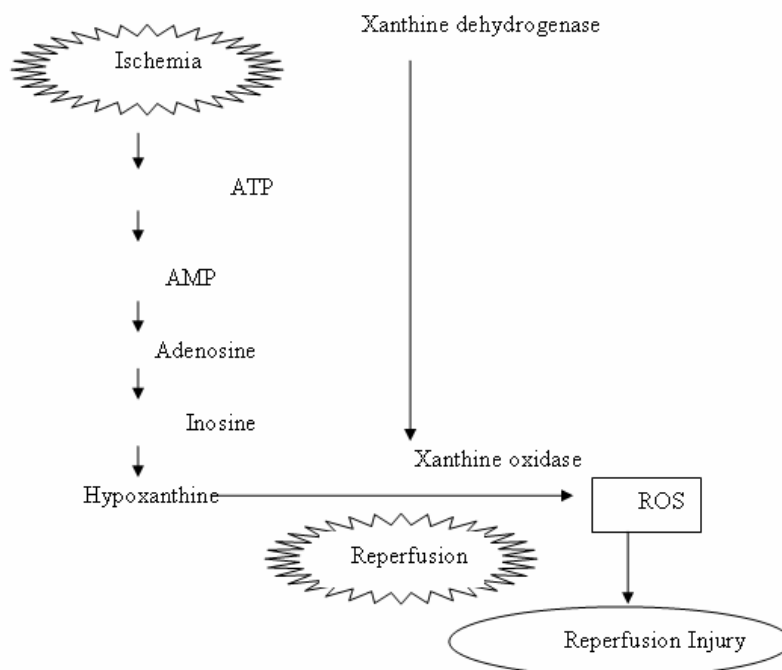 Xanthine dehydrogenase
Ischemia
ATP
AMP
Adenosine
Inosine
Xanthine oxidase
Hypoxanthine
ROS
Reperfusion
Reperfusion Injury